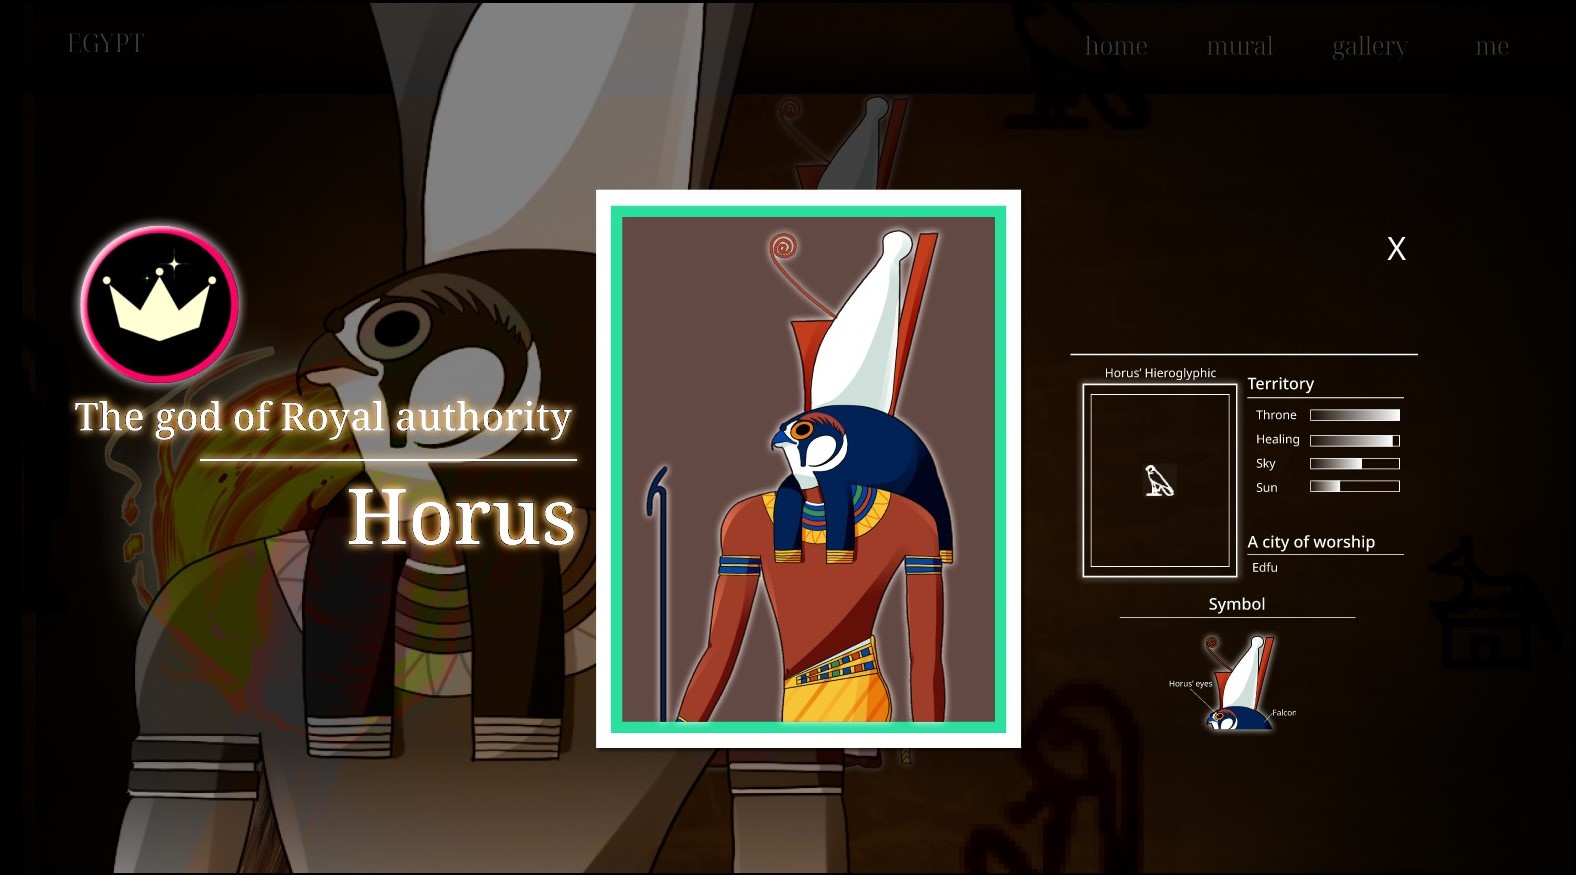 EGYPT
home
mural
gallery
me
X
The god of Royal authority
Horus
Horus' Hieroglyphic
Territory
Throne
Healing
Sky
Sun
A city of worship
Edfu
Symbol
Horus' eyes
Falcon